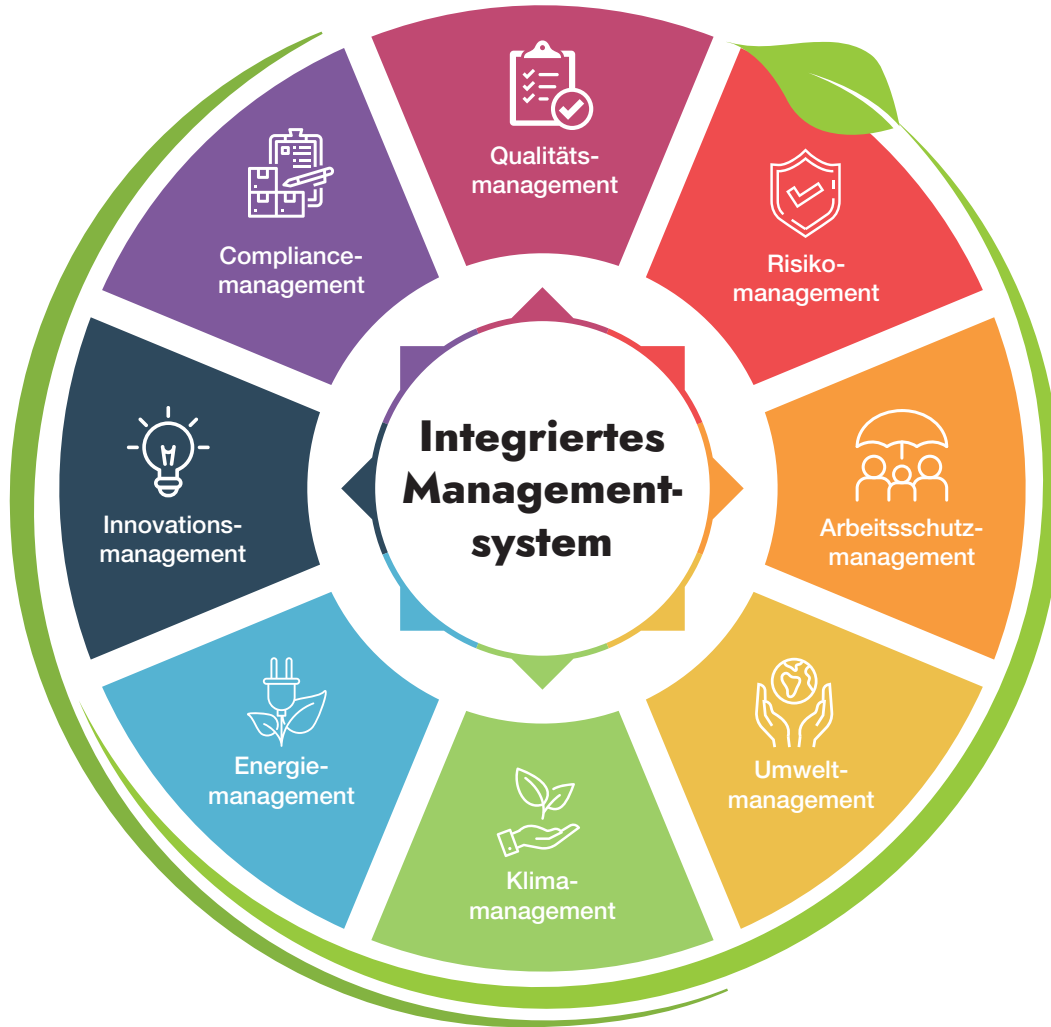 Qualitäts-
management
Risiko-
management
Arbeitsschutz-
management
Umwelt-
management
Klima-
management
Energie-
management
Innovations-
management
Compliance-
management
Integriertes
Management-
system